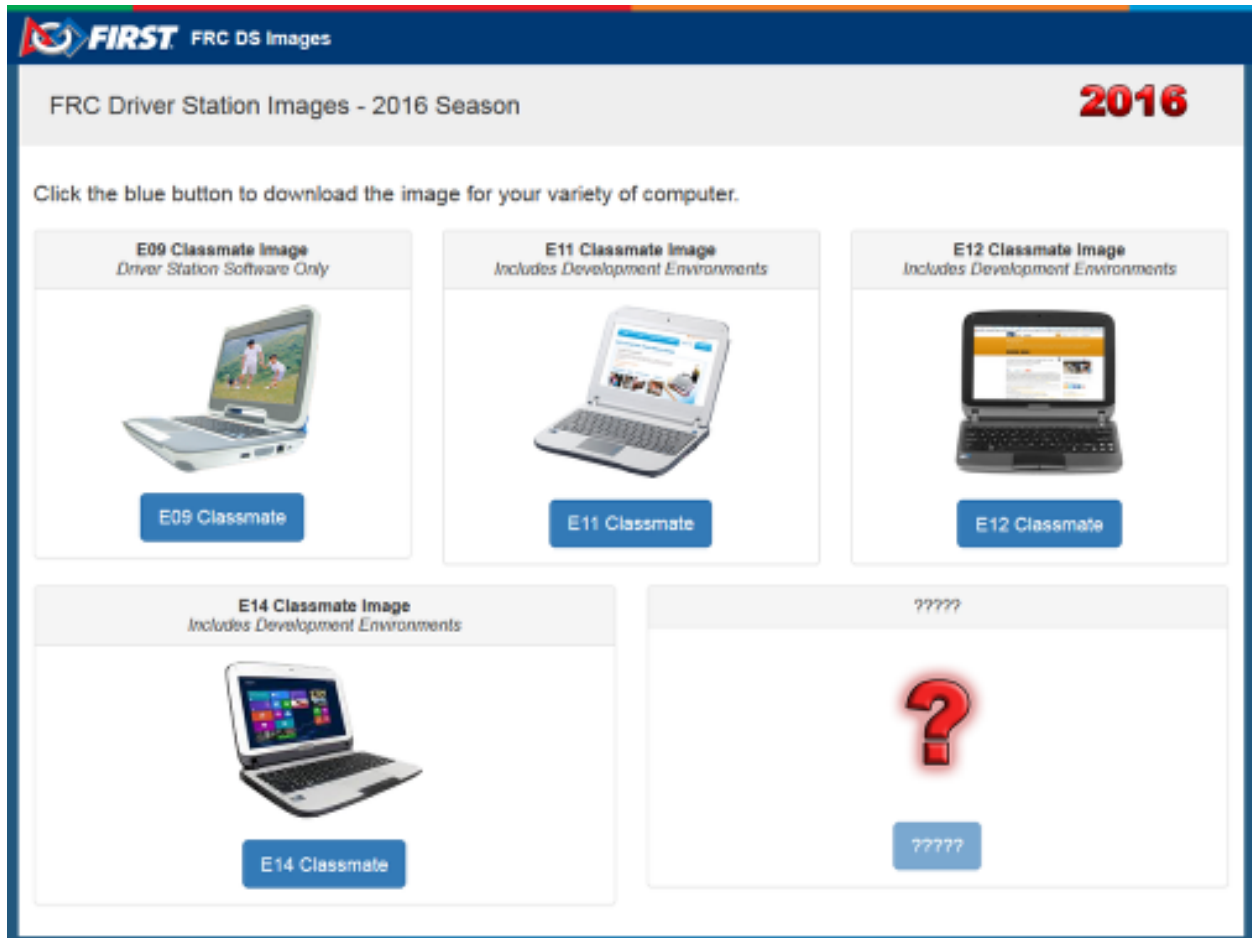 FIRST FRC DS Images
FRC Driver Station Images - 2016 Season
2016
Click the blue button to download the image for your variety of computer.
E09 Classmate Image
Driver Station Software Only
E09 Classmate
E11 Classmate Image
Includes Development Environments
E11 Classmate
E12 Classmate Image
Includes Development Environments
E12 Classmate
E14 Classmate Image
Includes Development Environments
E14 Classmate
?????
?
?????